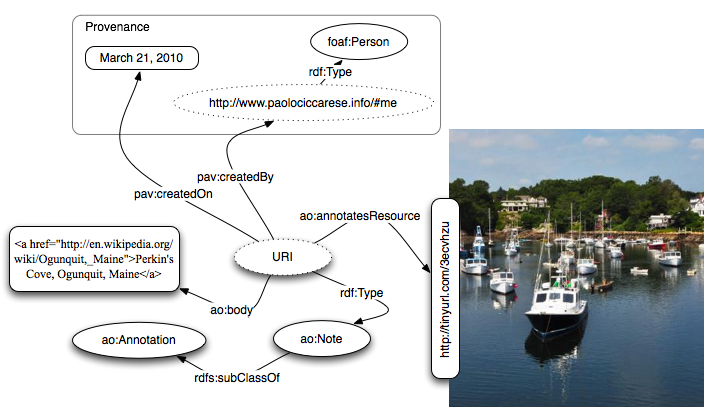 Provenance
March 21, 2010
foaf:Person
rdf:Type
http://www.paolociccarese.info/#me
pav:createdBy
pav:createdOn
ao:annotatesResource
<a href="http://en.wikipedia.org/
wiki/Ogunquit,_Maine">Perkin's
Cove, Ogunquit, Maine</a>
URI
http://tinyurl.com/3ecvhzu
rdf:Type
ao:body
ao:Annotation
ao:Note
rdfs:subClassOf